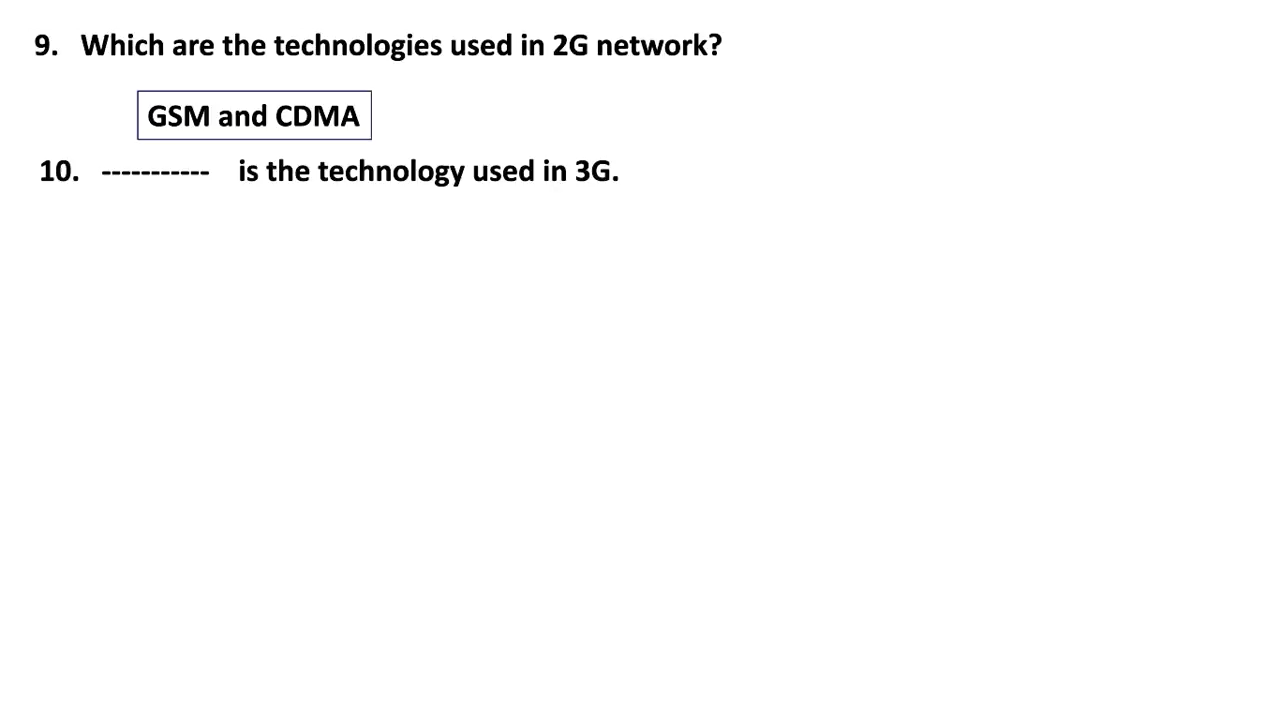 9. Which are the technologies used in 2G network?
GSM and CDMA
10. ----------- is the technology used in 3G.